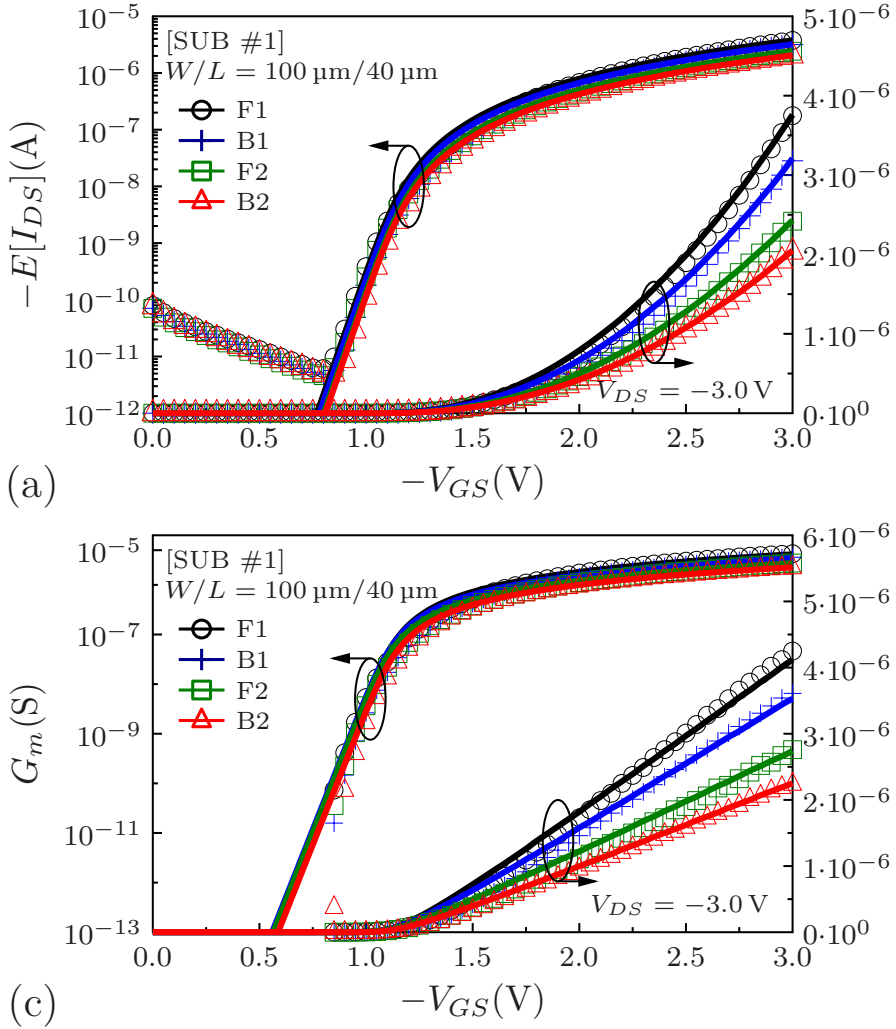 10⁻⁵
10⁻⁶
10⁻⁷
10⁻⁸
10⁻⁹
10⁻¹⁰
10⁻¹¹
10⁻¹²
−E[I_DS](A)
[SUB #1]
W/L = 100 μm/40 μm
F1
B1
F2
B2
V_DS = −3.0 V
5·10⁻⁶
4·10⁻⁶
3·10⁻⁶
2·10⁻⁶
1·10⁻⁶
0·10⁰
0.0 0.5 1.0 1.5 2.0 2.5 3.0
(a) −V_GS(V)
10⁻⁵
10⁻⁷
10⁻⁹
10⁻¹¹
10⁻¹³
G_m(S)
[SUB #1]
W/L = 100 μm/40 μm
F1
B1
F2
B2
V_DS = −3.0 V
6·10⁻⁶
5·10⁻⁶
4·10⁻⁶
3·10⁻⁶
2·10⁻⁶
1·10⁻⁶
0·10⁰
0.0 0.5 1.0 1.5 2.0 2.5 3.0
(c) −V_GS(V)